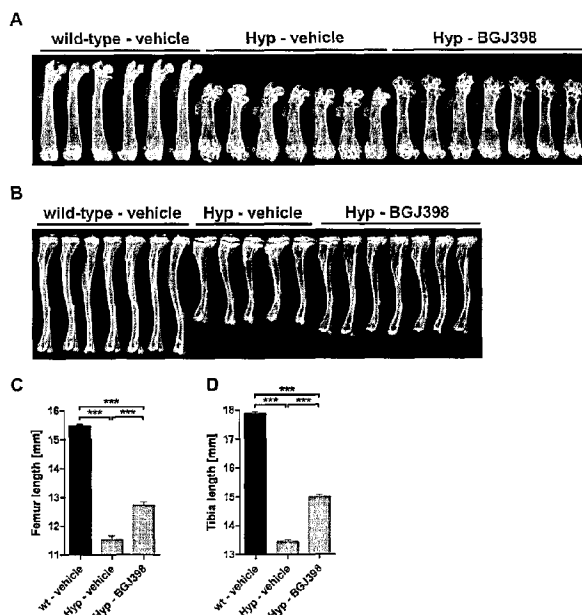 A
wild-type - vehicle Hyp - vehicle Hyp - BGJ398
B
wild-type - vehicle Hyp - vehicle Hyp - BGJ398
C
***
*** ***
Femur length [mm]
16
15
14
13
12
11
wt - vehicle
Hyp - vehicle
Hyp - BGJ398
D
***
*** ***
Tibia length [mm]
18
17
16
15
14
13
wt - vehicle
Hyp - vehicle
Hyp - BGJ398